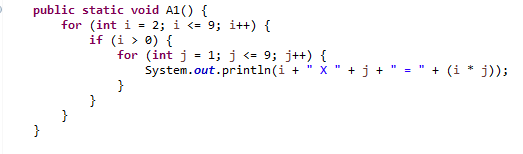 public static void A1() {
    for (int i = 2; i <= 9; i++) {
        if (i > 0) {
            for (int j = 1; j <= 9; j++) {
                System.out.println(i + " X " + j + " = " + (i * j));
            }
        }
    }
}